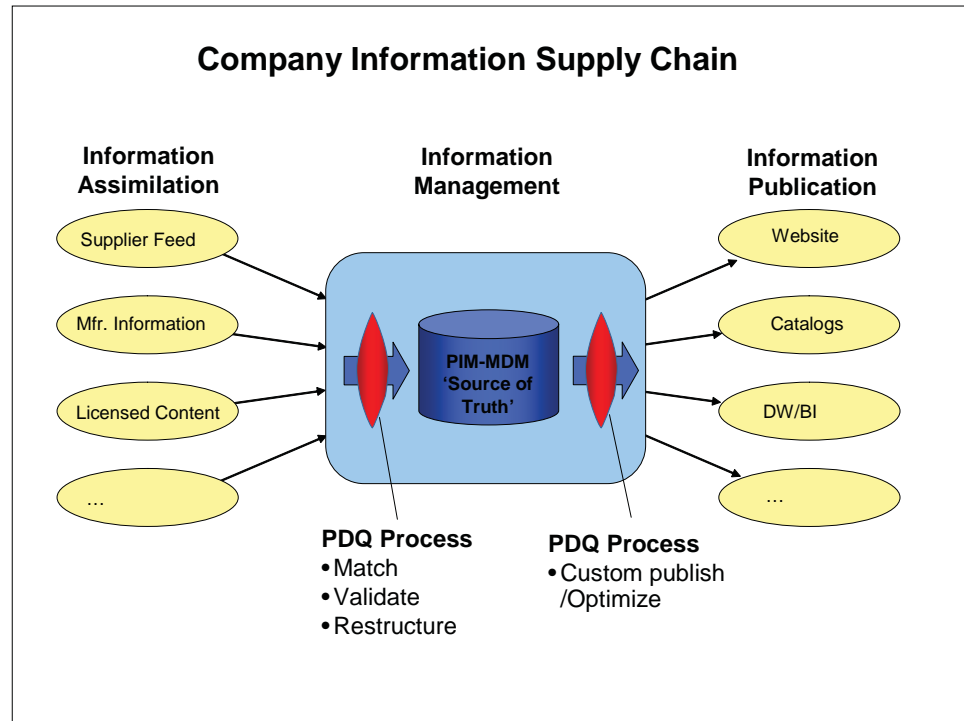 Company Information Supply Chain
Information
Assimilation
Information
Management
Information
Publication
Supplier Feed
Mfr. Information
Licensed Content
…
PIM-MDM
‘Source of
Truth’
Website
Catalogs
DW/BI
…
PDQ Process
•Match
•Validate
•Restructure
PDQ Process
•Custom publish
/Optimize